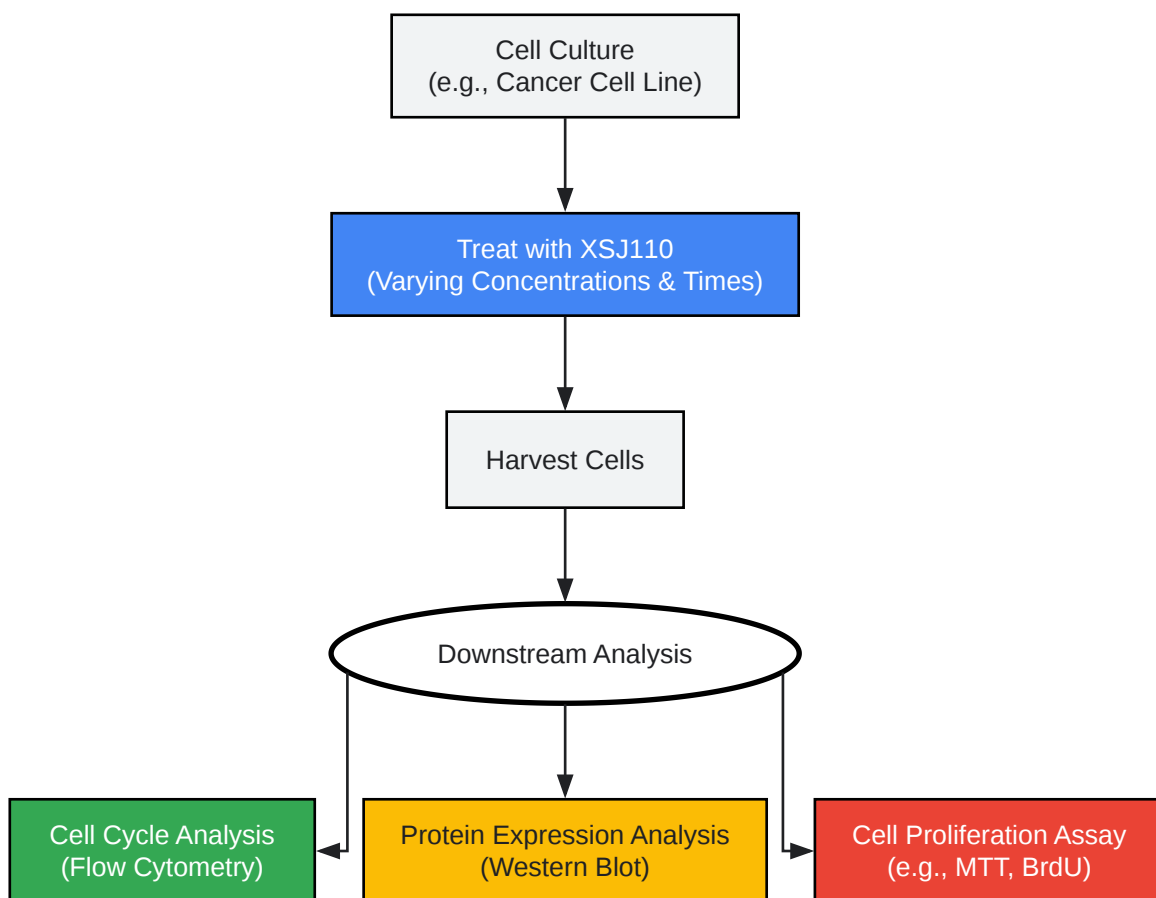 Cell Culture
(e.g., Cancer Cell Line)
Treat with XSJ110
(Varying Concentrations & Times)
Harvest Cells
Downstream Analysis
Cell Cycle Analysis
(Flow Cytometry)
Protein Expression Analysis
(Western Blot)
Cell Proliferation Assay
(e.g., MTT, BrdU)